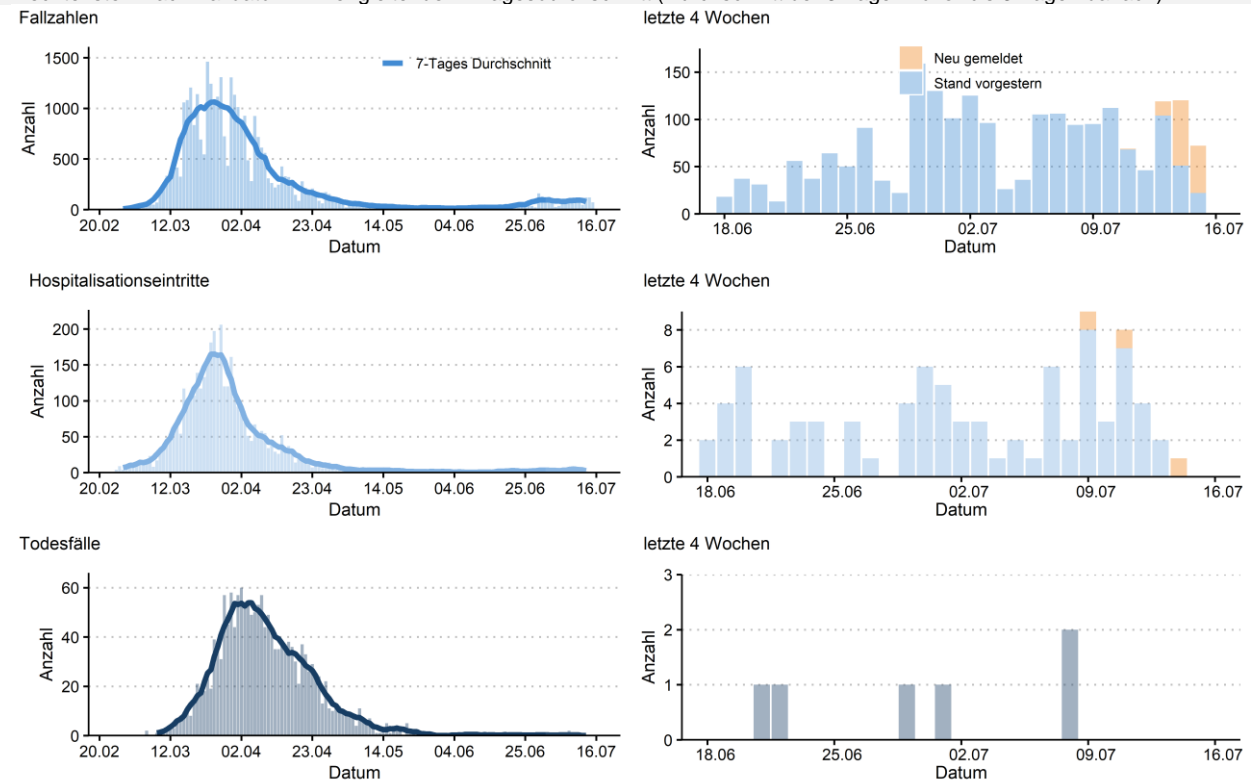 Fallzahlen
letzte 4 Wochen
1500
1000
500
0
Anzahl
7-Tages Durchschnitt
20.02 12.03 02.04 23.04 14.05 04.06 25.06 16.07
Datum
150
100
50
0
Anzahl
Neu gemeldet
Stand vorgestern
18.06 25.06 02.07 09.07 16.07
Datum
Hospitalisationseintritte
letzte 4 Wochen
200
150
100
50
0
Anzahl
20.02 12.03 02.04 23.04 14.05 04.06 25.06 16.07
Datum
8
6
4
2
0
Anzahl
18.06 25.06 02.07 09.07 16.07
Datum
Todesfälle
letzte 4 Wochen
60
40
20
0
Anzahl
20.02 12.03 02.04 23.04 14.05 04.06 25.06 16.07
Datum
3
2
1
0
Anzahl
18.06 25.06 02.07 09.07 16.07
Datum